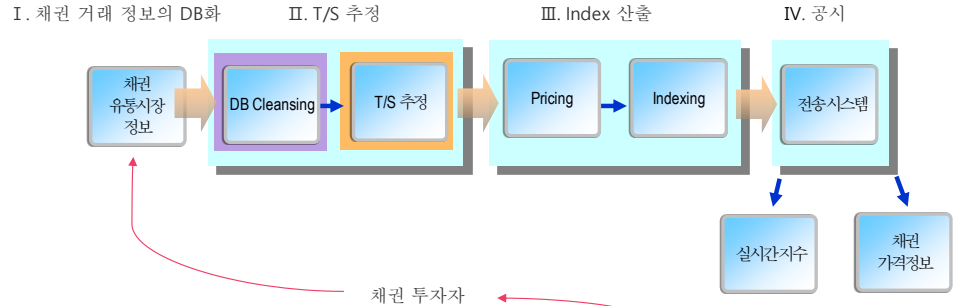 Ⅰ. 채권 거래 정보의 DB화
Ⅱ. T/S 추정
Ⅲ. Index 산출
Ⅳ. 공시
채권
유통시장
정보
DB Cleansing
T/S 추정
Pricing
Indexing
전송시스템
실시간지수
채권
가격정보
채권 투자자